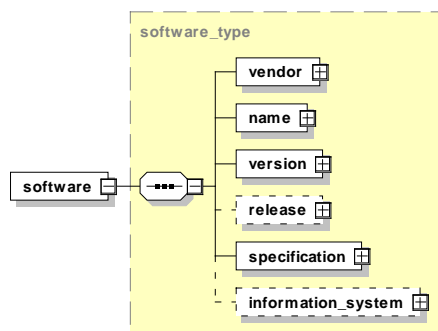 software_type
vendor
name
version
software
release
specification
information_system